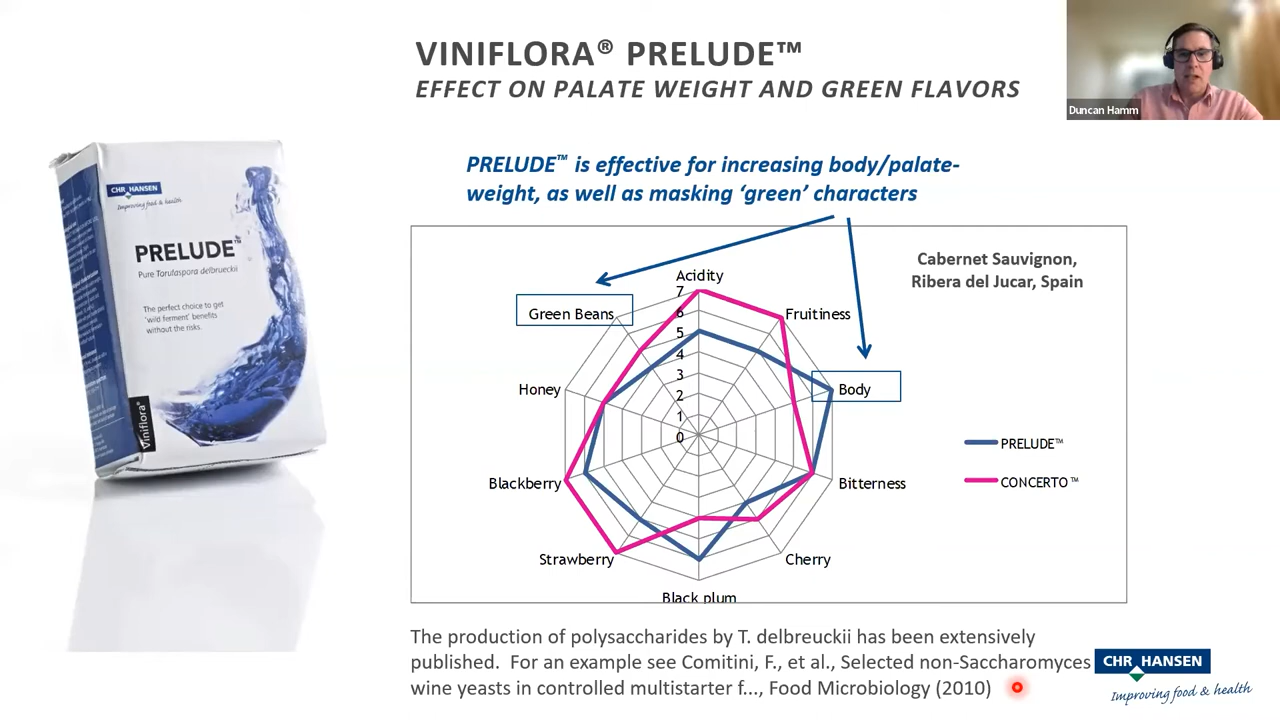 VINIFLORA® PRELUDE™
EFFECT ON PALATE WEIGHT AND GREEN FLAVORS
Duncan Hamm
PRELUDE™ is effective for increasing body/palate-
weight, as well as masking ‘green’ characters
CHR HANSEN
Improving food & health
PRELUDE™
Pure Torulaspora delbrueckii
The perfect choice to get
'wild ferment' benefits
without the risks.
Viniflora®
Cabernet Sauvignon,
Ribera del Jucar, Spain
Acidity
Fruitiness
Body
Bitterness
Cherry
Black plum
Strawberry
Blackberry
Honey
Green Beans
7
6
5
4
3
2
1
0
PRELUDE™
CONCERTO™
The production of polysaccharides by T. delbreuckii has been extensively
published. For an example see Comitini, F., et al., Selected non-Saccharomyces
wine yeasts in controlled multistarter f..., Food Microbiology (2010)
CHR HANSEN
Improving food & health